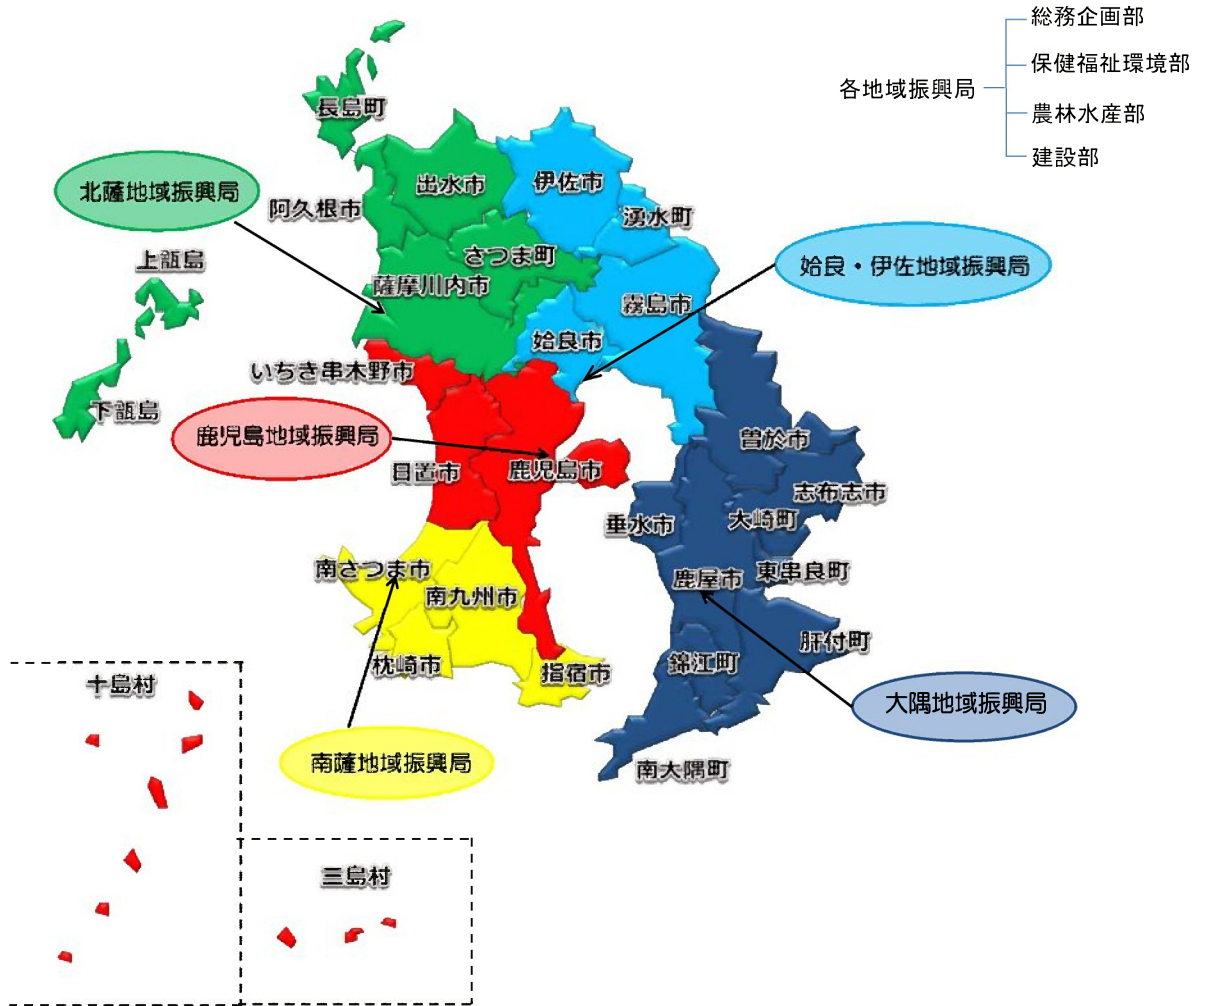 総務企画部
保健福祉環境部
各地域振興局
農林水産部
建設部
長島町
北薩地域振興局
出水市
伊佐市
阿久根市
湧水町
上甑島
さつま町
姶良・伊佐地域振興局
薩摩川内市
霧島市
姶良市
いちき串木野市
下甑島
鹿児島地域振興局
曽於市
日置市
鹿児島市
志布志市
垂水市
大崎町
南さつま市
鹿屋市
東串良町
南九州市
肝付町
枕崎市
指宿市
錦江町
十島村
大隅地域振興局
南薩地域振興局
南大隅町
三島村